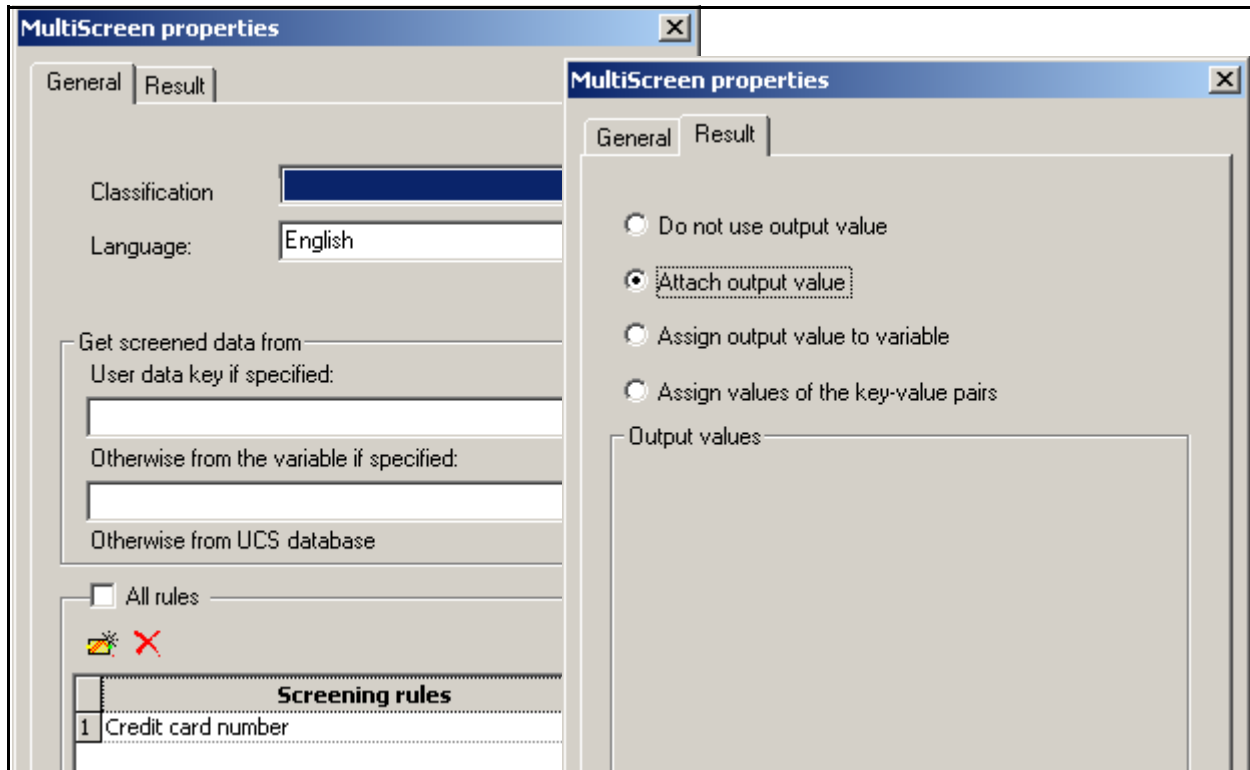 MultiScreen properties
General
Result
Classification
Language:
English
Get screened data from
User data key if specified:
Otherwise from the variable if specified:
Otherwise from UCS database
All rules
Screening rules
1 Credit card number
MultiScreen properties
General
Result
Do not use output value
Attach output value
Assign output value to variable
Assign values of the key-value pairs
Output values